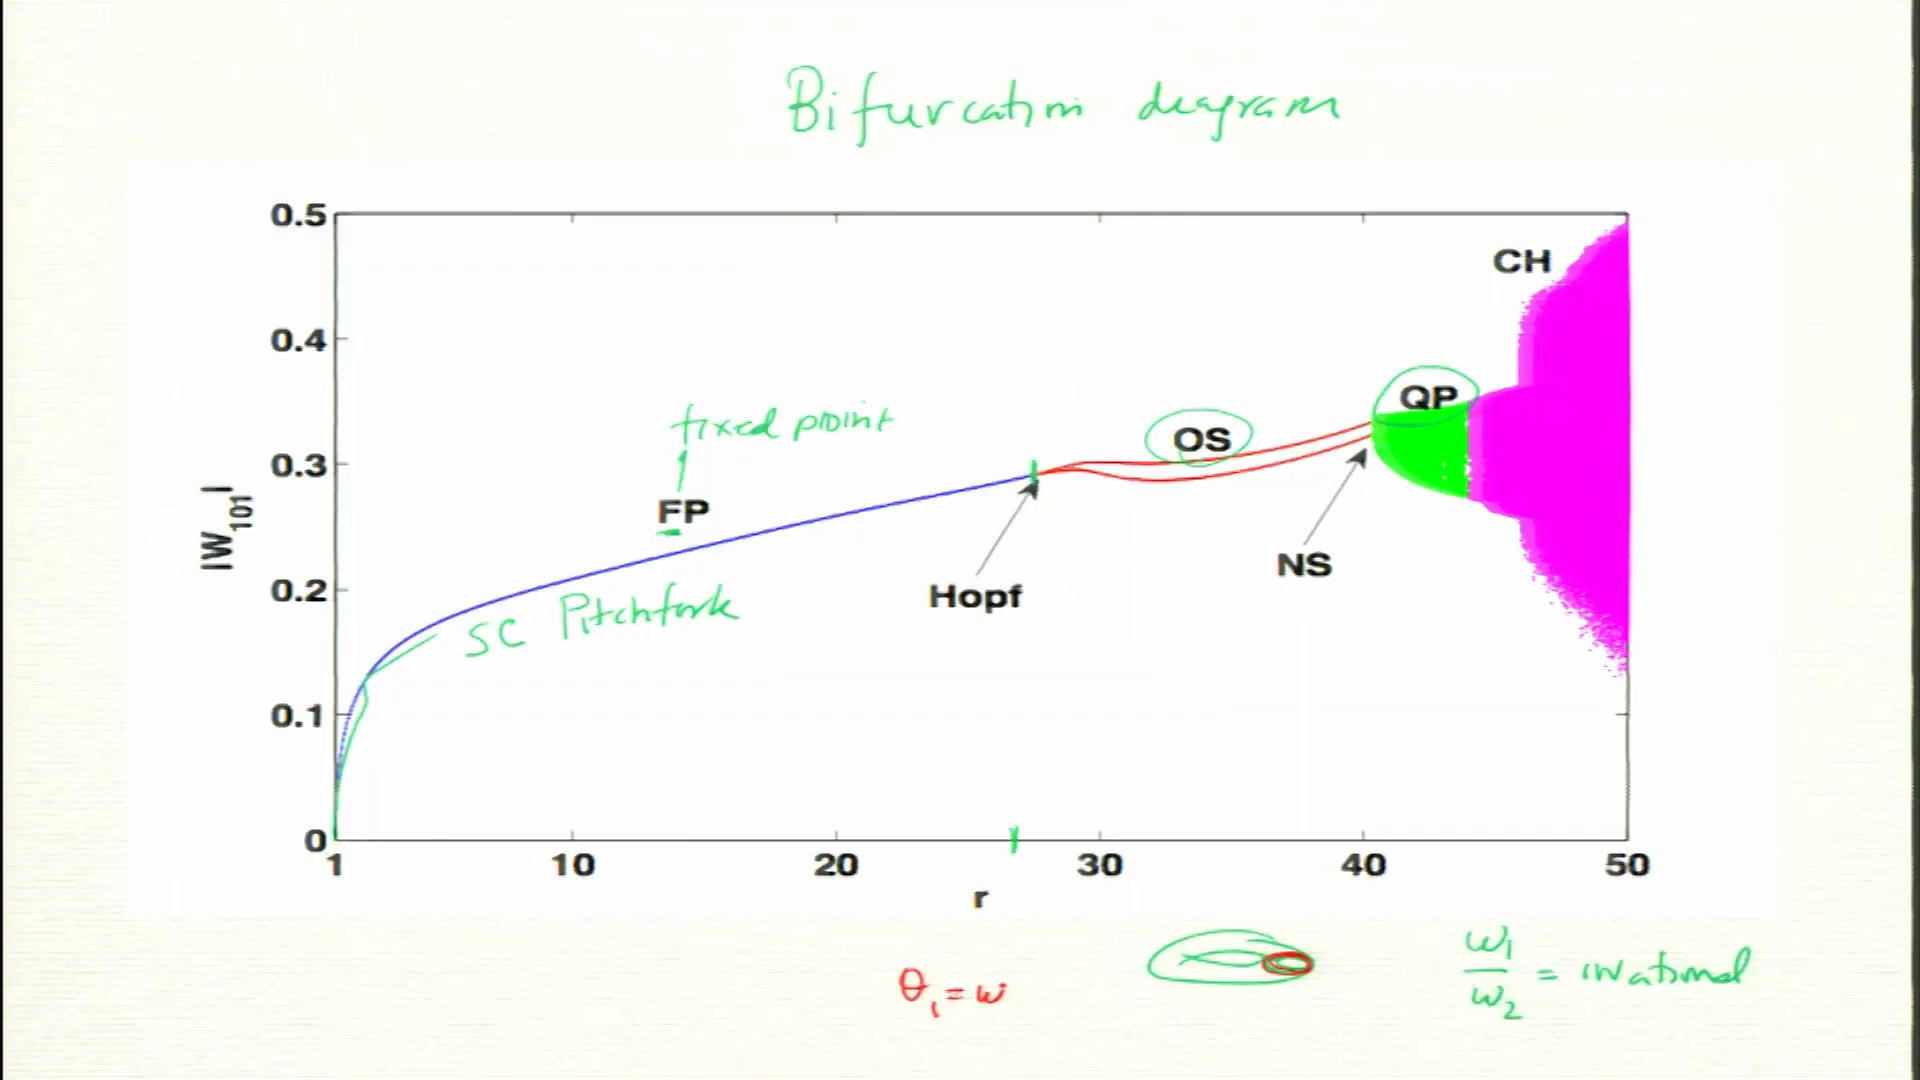 Bifurcation diagram
0.5
CH
0.4
QP
fixed point
OS
0.3
FP
|W101|
NS
Hopf
0.2
SC Pitchfork
0.1
0
1 10 20 30 40 50
r
θ1 = ω
ω1/ω2 = irrational